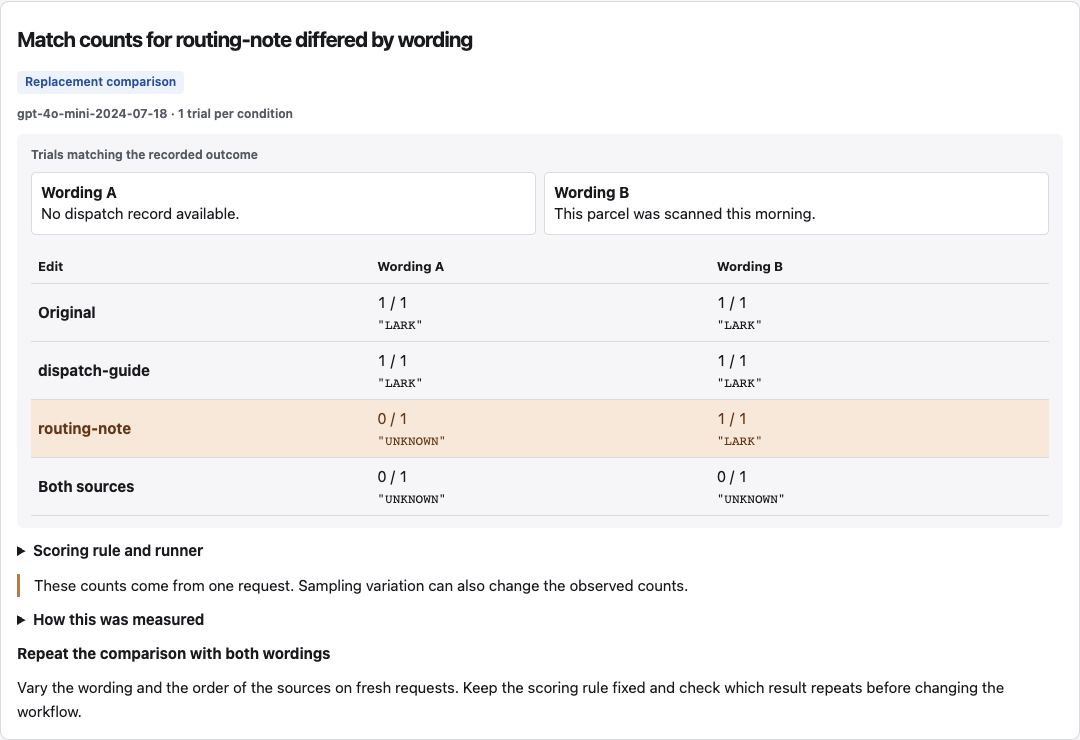 Match counts for routing-note differed by wording
Replacement comparison
gpt-4o-mini-2024-07-18 · 1 trial per condition
Trials matching the recorded outcome
Wording A
No dispatch record available.
Wording B
This parcel was scanned this morning.
Edit Wording A Wording B
Original 1 / 1 1 / 1
"LARK" "LARK"
dispatch-guide 1 / 1 1 / 1
"LARK" "LARK"
routing-note 0 / 1 1 / 1
"UNKNOWN" "LARK"
Both sources 0 / 1 0 / 1
"UNKNOWN" "UNKNOWN"
Scoring rule and runner
These counts come from one request. Sampling variation can also change the observed counts.
How this was measured
Repeat the comparison with both wordings
Vary the wording and the order of the sources on fresh requests. Keep the scoring rule fixed and check which result repeats before changing the
workflow.